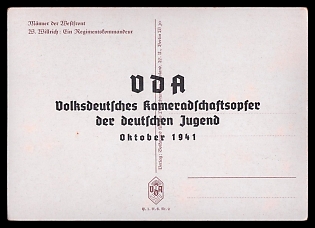 Männer der Westfront
W. Willrich: Ein Regimentskommandeur
VDA
Volksdeutsches Kameradschaftsopfer
der deutschen Jugend
Oktober 1941
VDA